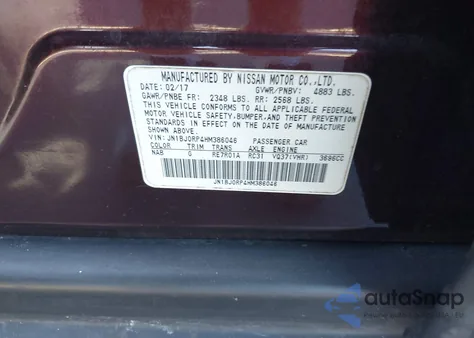 MANUFACTURED BY NISSAN MOTOR CO.,LTD.
DATE: 02/17 GVWR/PNBV: 4883 LBS.
GAWR/PNBE FR: 2348 LBS. RR: 2568 LBS.
THIS VEHICLE CONFORMS TO ALL APPLICABLE FEDERAL
MOTOR VEHICLE SAFETY,BUMPER,AND THEFT PREVENTION
STANDARDS IN EFFECT ON THE DATE OF
MANUFACTURE SHOWN ABOVE.
VIN: JN1BJ0RP4HM386046 PASSENGER CAR
COLOR TRIM TRANS AXLE ENGINE
NAB G RE7R01A RC31 VQ37(VHR) 3696CC
JN1BJ0RP4HM386046
autoSnap